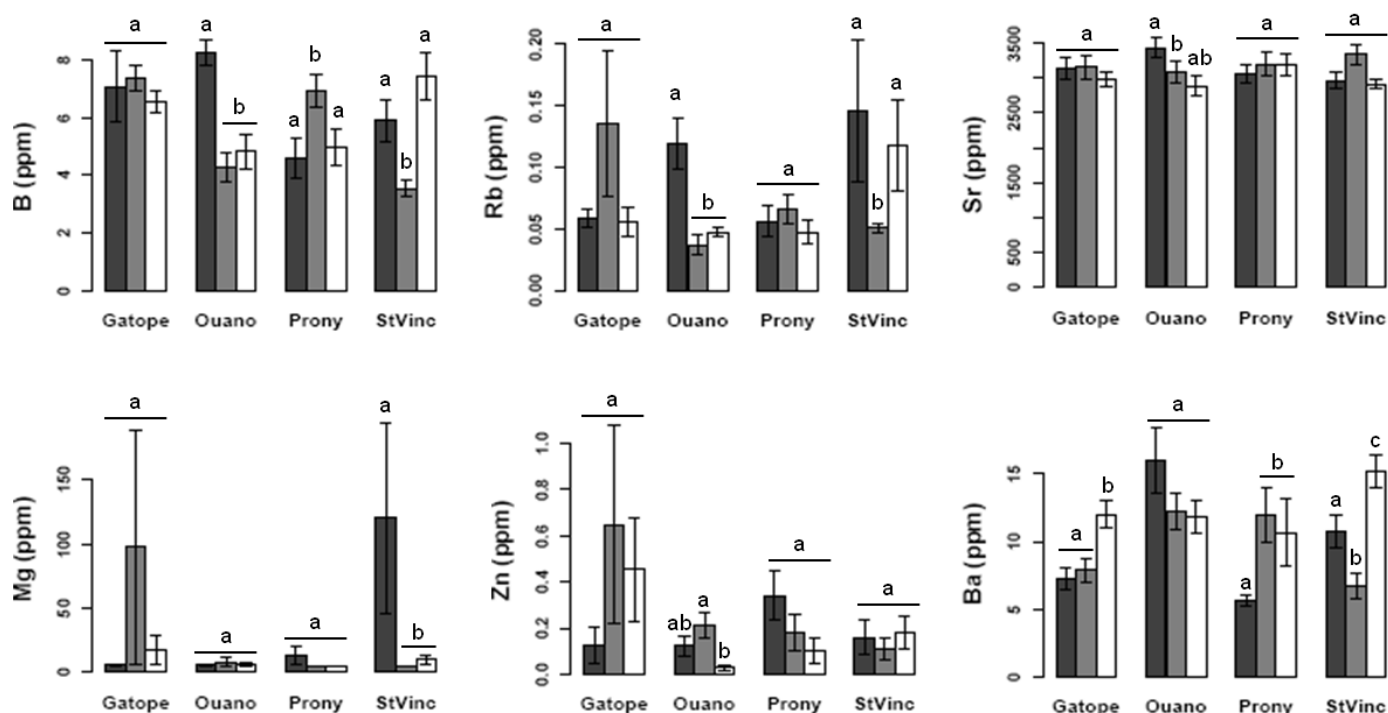 a a b b a a a b a
B (ppm)
8
6
4
2
0
Gatope Ouano Prony StVinc
a a b a a b a
Rb (ppm)
0.20
0.15
0.10
0.05
0.00
Gatope Ouano Prony StVinc
a a b ab a a
Sr (ppm)
3500
2500
1500
500
0
Gatope Ouano Prony StVinc
a a a a b
Mg (ppm)
150
100
50
0
Gatope Ouano Prony StVinc
a ab a b a a
Zn (ppm)
1.0
0.8
0.6
0.4
0.2
0.0
Gatope Ouano Prony StVinc
a b a a b a b c
Ba (ppm)
15
10
5
0
Gatope Ouano Prony StVinc